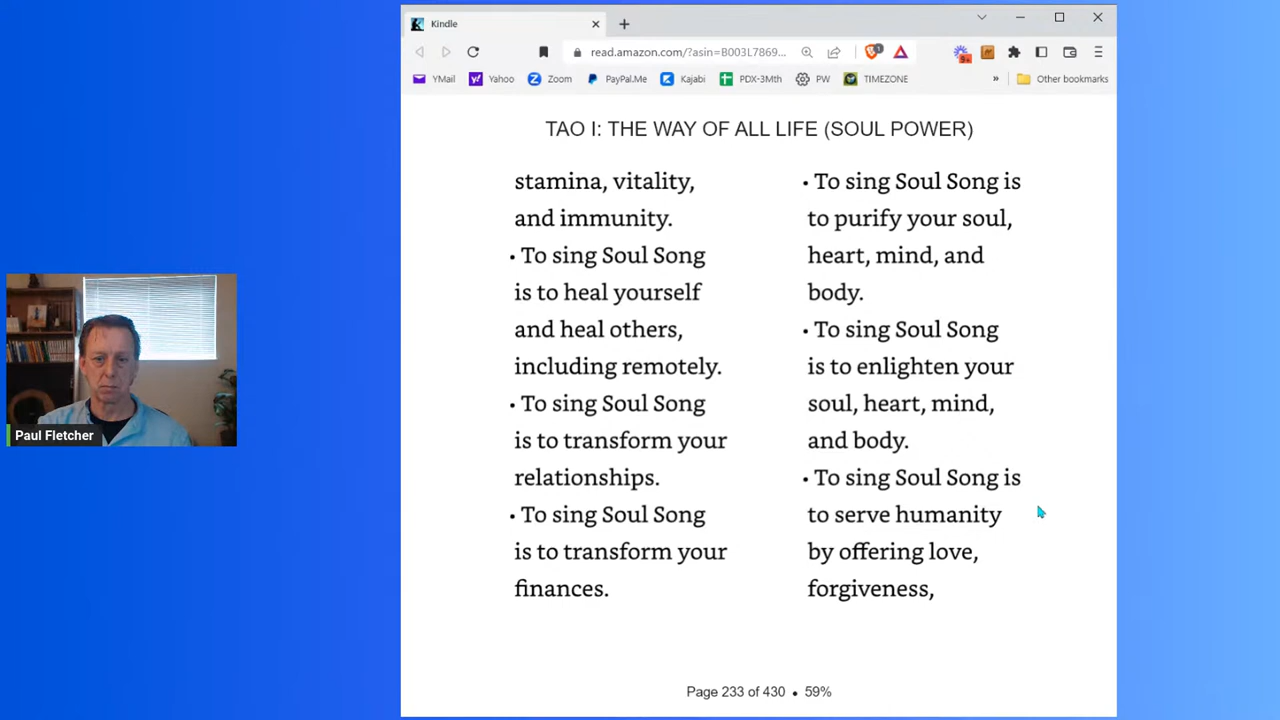 Kindle
read.amazon.com/?asin=B003L7869...
1
9+
YMail
Yahoo
Zoom
PayPal.Me
Kajabi
PDX-3Mth
PW
TIMEZONE
»
Other bookmarks
TAO I: THE WAY OF ALL LIFE (SOUL POWER)
stamina, vitality,
and immunity.
• To sing Soul Song
is to heal yourself
and heal others,
including remotely.
• To sing Soul Song
is to transform your
relationships.
• To sing Soul Song
is to transform your
finances.
• To sing Soul Song is
to purify your soul,
heart, mind, and
body.
• To sing Soul Song
is to enlighten your
soul, heart, mind,
and body.
• To sing Soul Song is
to serve humanity
by offering love,
forgiveness,
Page 233 of 430 • 59%
Paul Fletcher